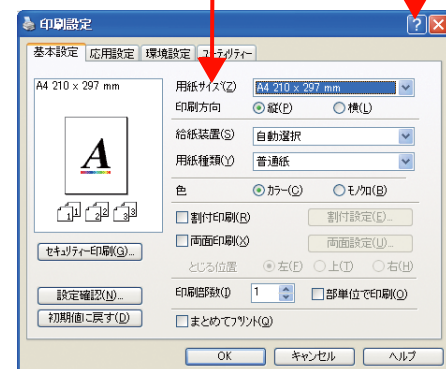 印刷設定
基本設定 応用設定 環境設定 ユーティリティー
A4 210 x 297 mm
用紙サイズ(Z) A4 210 x 297 mm
印刷方向 縦(P) 横(L)
給紙装置(S) 自動選択
用紙種類(Y) 普通紙
A
1 1 2 2 3 3
色 カラー(C) モノクロ(B)
割付印刷(R) 割付設定(E)...
両面印刷(X) 両面設定(U)...
セキュリティー印刷(G)...
とじる位置 左(F) 上(T) 右(H)
設定確認(N)...
印刷部数(I) 1 部単位で印刷(O)
初期値に戻す(D)
まとめてプリント(Q)
OK キャンセル ヘルプ